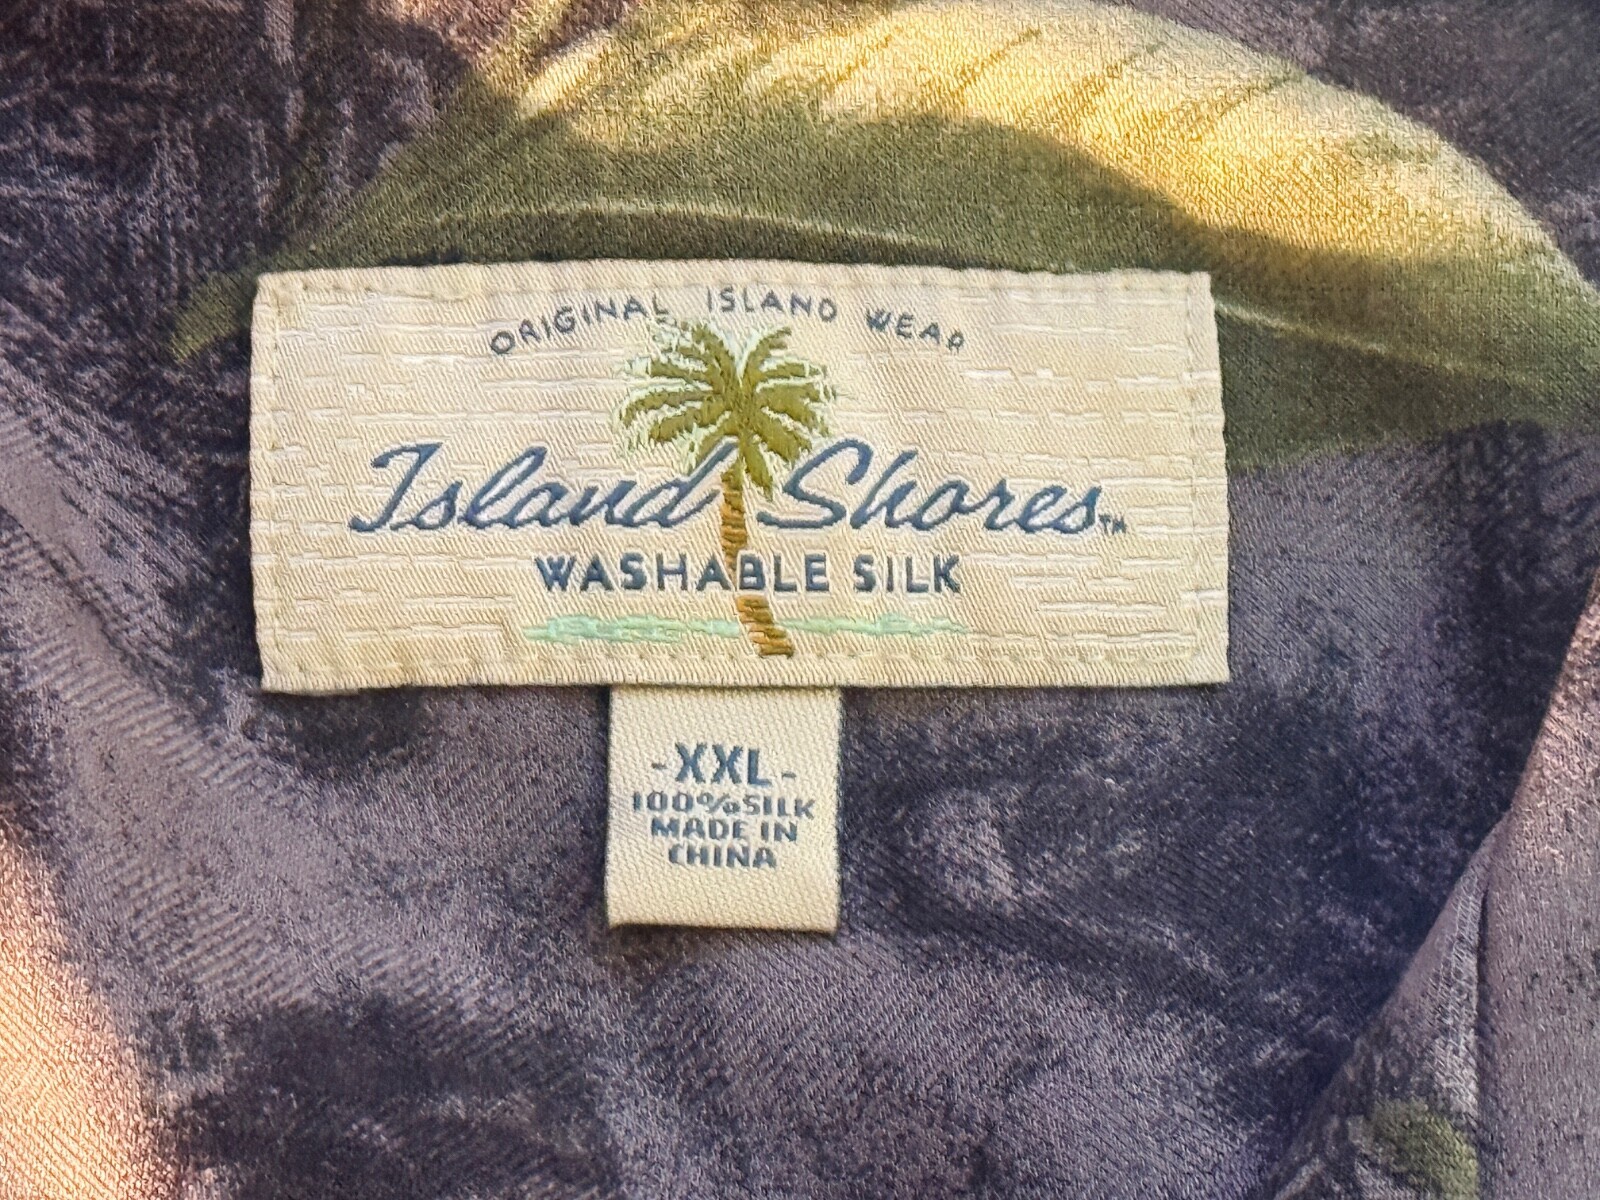 ORIGINAL ISLAND WEAR
Island Shores™
WASHABLE SILK
-XXL-
100% SILK
MADE IN
CHINA